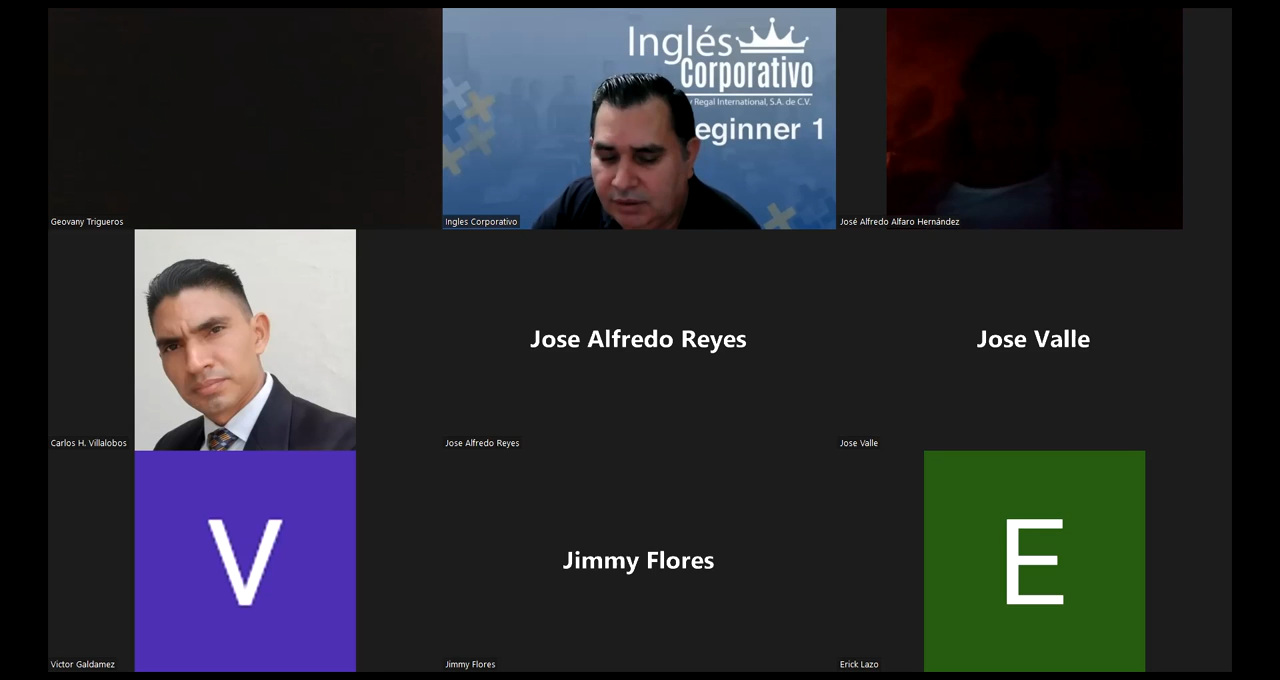 Inglés
Corporativo
y Regal International, S.A. de C.V.
eginner 1
Geovany Trigueros
Ingles Corporativo
José Alfredo Alfaro Hernández
Jose Alfredo Reyes
Jose Valle
Carlos H. Villalobos
Jose Alfredo Reyes
Jose Valle
V
Jimmy Flores
E
Victor Galdamez
Jimmy Flores
Erick Lazo